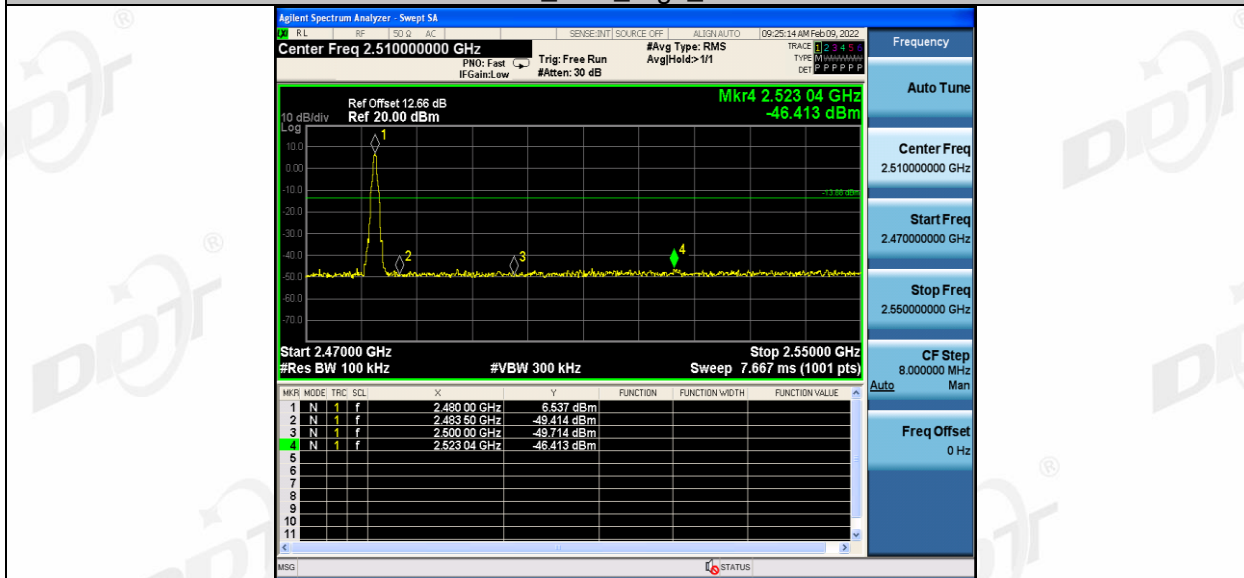 Agilent Spectrum Analyzer - Swept SA
RL RF 50 Ω AC SENSE:INT SOURCE OFF ALIGN AUTO 09:25:14 AM Feb 09, 2022
Center Freq 2.510000000 GHz
#Avg Type: RMS
Avg|Hold:>1/1
PNO: Fast
IFGain:Low
Trig: Free Run
#Atten: 30 dB
TRACE 1 2 3 4 5 6
TYPE M
DET P P P P P P
Frequency
Auto Tune
Center Freq
2.510000000 GHz
Start Freq
2.470000000 GHz
Stop Freq
2.550000000 GHz
CF Step
8.000000 MHz
Auto Man
Freq Offset
0 Hz
Mkr4 2.523 04 GHz
-46.413 dBm
Ref Offset 12.66 dB
10 dB/div Ref 20.00 dBm
Log
10.0
0.00
-10.0
-20.0
-30.0
-40.0
-50.0
-60.0
-70.0
1
2
3
4
Start 2.47000 GHz Stop 2.55000 GHz
#Res BW 100 kHz #VBW 300 kHz Sweep 7.667 ms (1001 pts)
MKR MODE TRC SCL X Y FUNCTION FUNCTION WIDTH FUNCTION VALUE
1 N 1 f 2.480 00 GHz 6.537 dBm
2 N 1 f 2.483 50 GHz -49.414 dBm
3 N 1 f 2.500 00 GHz -49.714 dBm
4 N 1 f 2.523 04 GHz -46.413 dBm
5
6
7
8
9
10
11
MSG STATUS
DDT
®